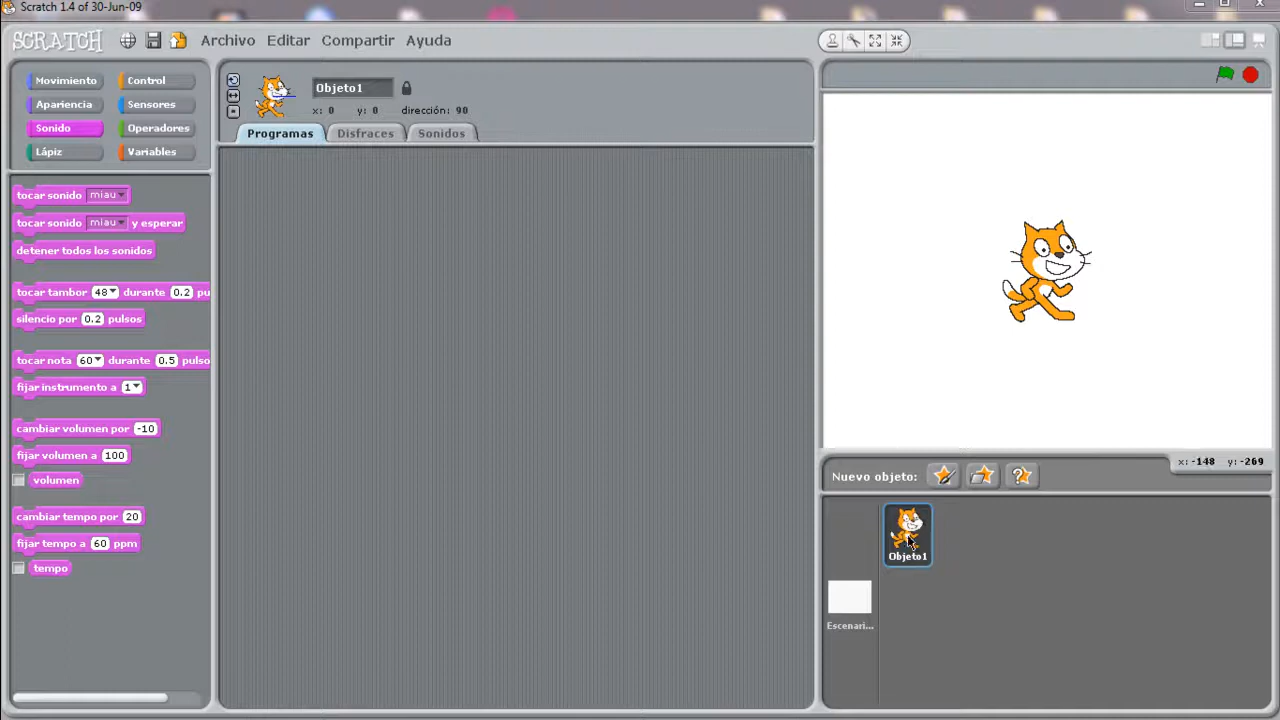 Scratch 1.4 of 30-Jun-09
SCRATCH Archivo Editar Compartir Ayuda
Movimiento Control
Apariencia Sensores
Sonido Operadores
Lápiz Variables
Objeto1
x: 0 y: 0 dirección: 90
Programas Disfraces Sonidos
tocar sonido miau
tocar sonido miau y esperar
detener todos los sonidos
tocar tambor 48 durante 0.2 pu
silencio por 0.2 pulsos
tocar nota 60 durante 0.5 pulso
fijar instrumento a 1
cambiar volumen por -10
fijar volumen a 100
volumen
cambiar tempo por 20
fijar tempo a 60 ppm
tempo
x: -148 y: -269
Nuevo objeto:
Objeto1
Escenari...